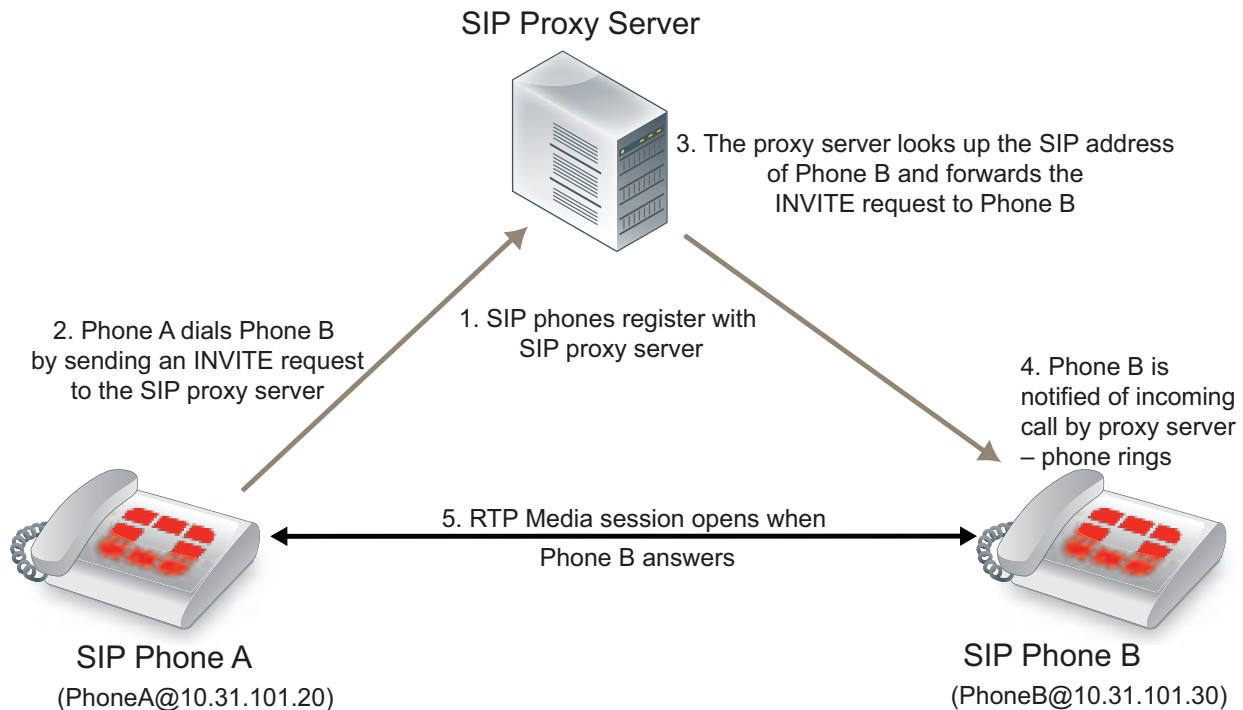 SIP Proxy Server
3. The proxy server looks up the SIP address
of Phone B and forwards the
INVITE request to Phone B
2. Phone A dials Phone B
by sending an INVITE request
to the SIP proxy server
1. SIP phones register with
SIP proxy server
4. Phone B is
notified of incoming
call by proxy server
– phone rings
5. RTP Media session opens when
Phone B answers
SIP Phone A
(PhoneA@10.31.101.20)
SIP Phone B
(PhoneB@10.31.101.30)